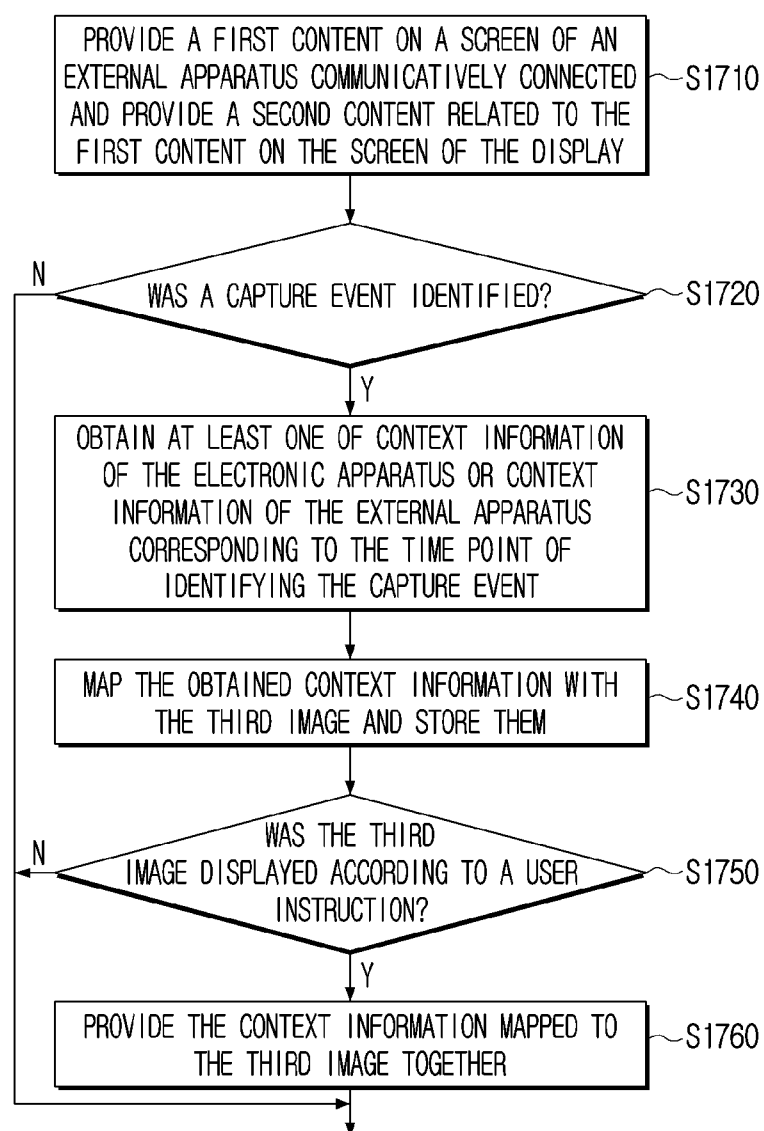 PROVIDE A FIRST CONTENT ON A SCREEN OF AN
EXTERNAL APPARATUS COMMUNICATIVELY CONNECTED
AND PROVIDE A SECOND CONTENT RELATED TO THE
FIRST CONTENT ON THE SCREEN OF THE DISPLAY
S1710
N
WAS A CAPTURE EVENT IDENTIFIED?
S1720
Y
OBTAIN AT LEAST ONE OF CONTEXT INFORMATION
OF THE ELECTRONIC APPARATUS OR CONTEXT
INFORMATION OF THE EXTERNAL APPARATUS
CORRESPONDING TO THE TIME POINT OF
IDENTIFYING THE CAPTURE EVENT
S1730
MAP THE OBTAINED CONTEXT INFORMATION WITH
THE THIRD IMAGE AND STORE THEM
S1740
N
WAS THE THIRD
IMAGE DISPLAYED ACCORDING TO A USER
INSTRUCTION?
S1750
Y
PROVIDE THE CONTEXT INFORMATION MAPPED TO
THE THIRD IMAGE TOGETHER
S1760